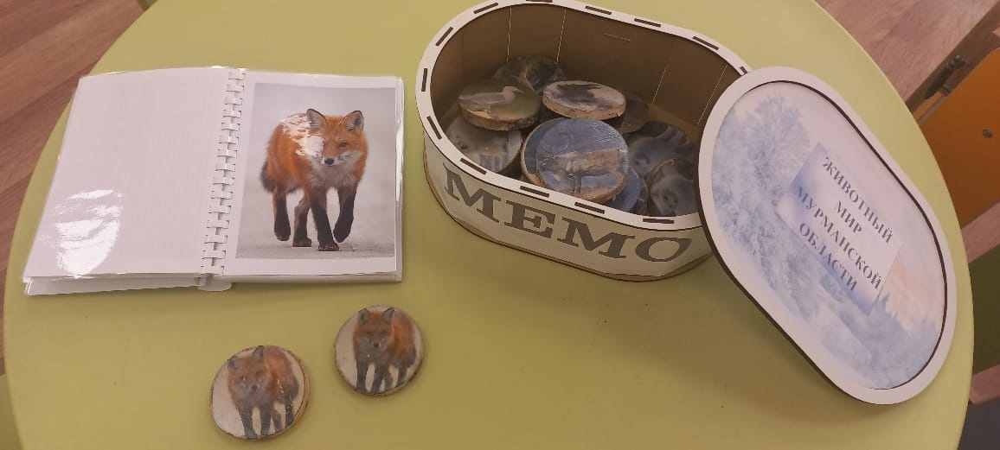 МЕМО
ЖИВОТНЫЙ
МИР
МУРМАНСКОЙ
ОБЛАСТИ